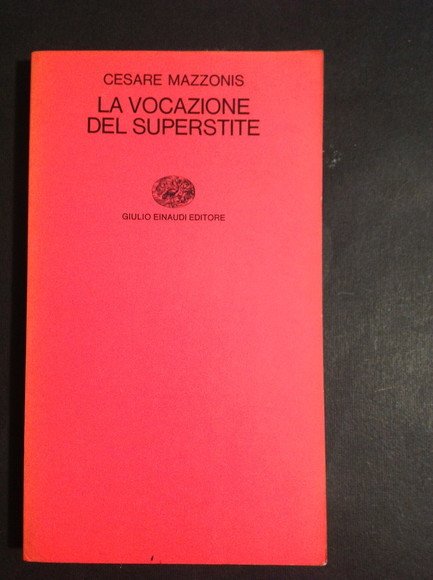 CESARE MAZZONIS
LA VOCAZIONE
DEL SUPERSTITE
GIULIO EINAUDI EDITORE